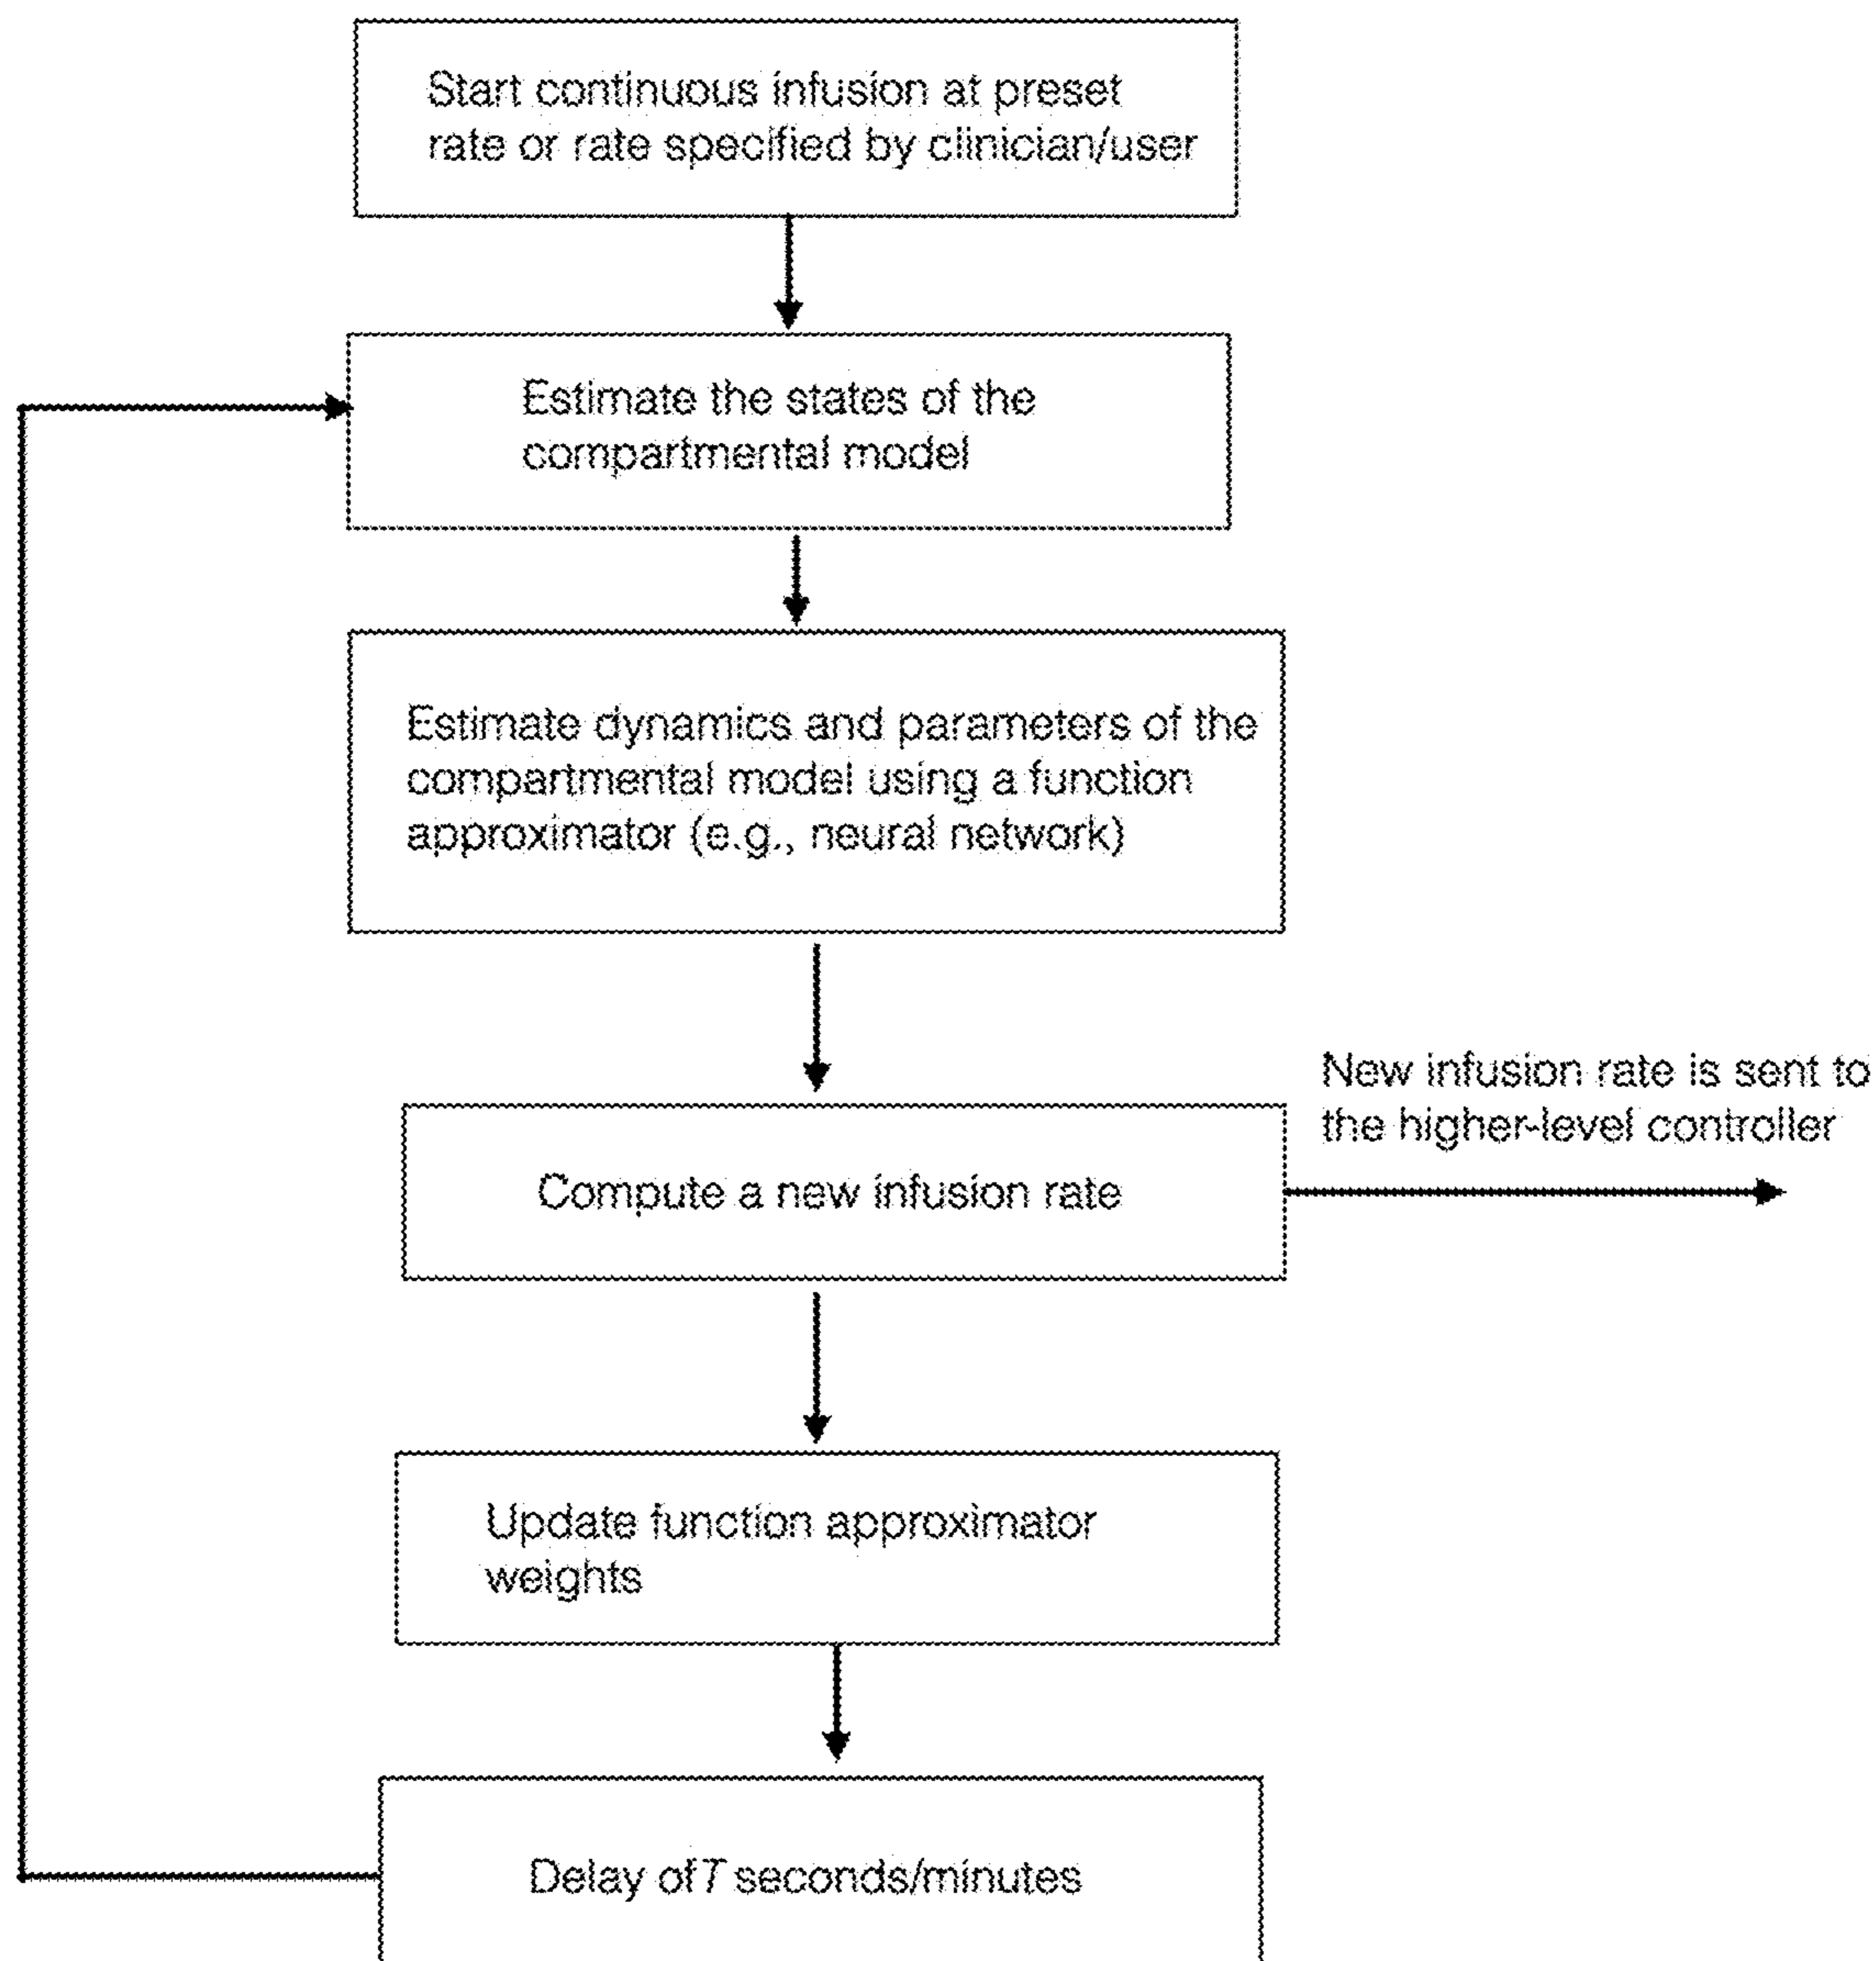 Start continuous infusion at preset
rate or rate specified by clinician/user
Estimate the states of the
compartmental model
Estimate dynamics and parameters of the
compartmental model using a function
approximator (e.g., neural network)
New infusion rate is sent to
the higher-level controller
Compute a new infusion rate
Update function approximator
weights
Delay of T seconds/minutes